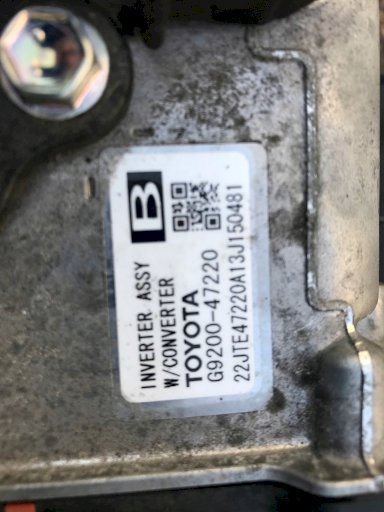 B
INVERTER ASSY
W/CONVERTER
TOYOTA
G9200-47220
22JTE47220A13J150481